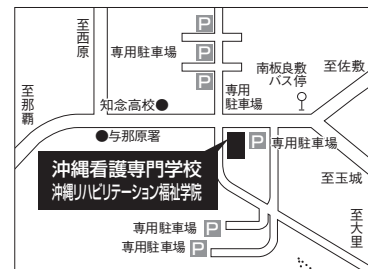 至西原
P
専用駐車場
P
P
南板良敷
バス停
至佐敷
至那覇
知念高校●
専用
駐車場
●与那原署
P
専用駐車場
沖縄看護専門学校
沖縄リハビリテーション福祉学院
至玉城
至大里
専用駐車場 P
専用駐車場 P